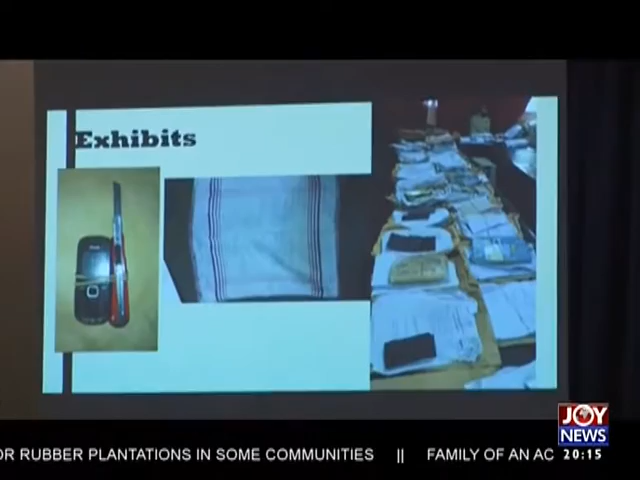 Exhibits
JOY
NEWS
20:15
OR RUBBER PLANTATIONS IN SOME COMMUNITIES || FAMILY OF AN AC